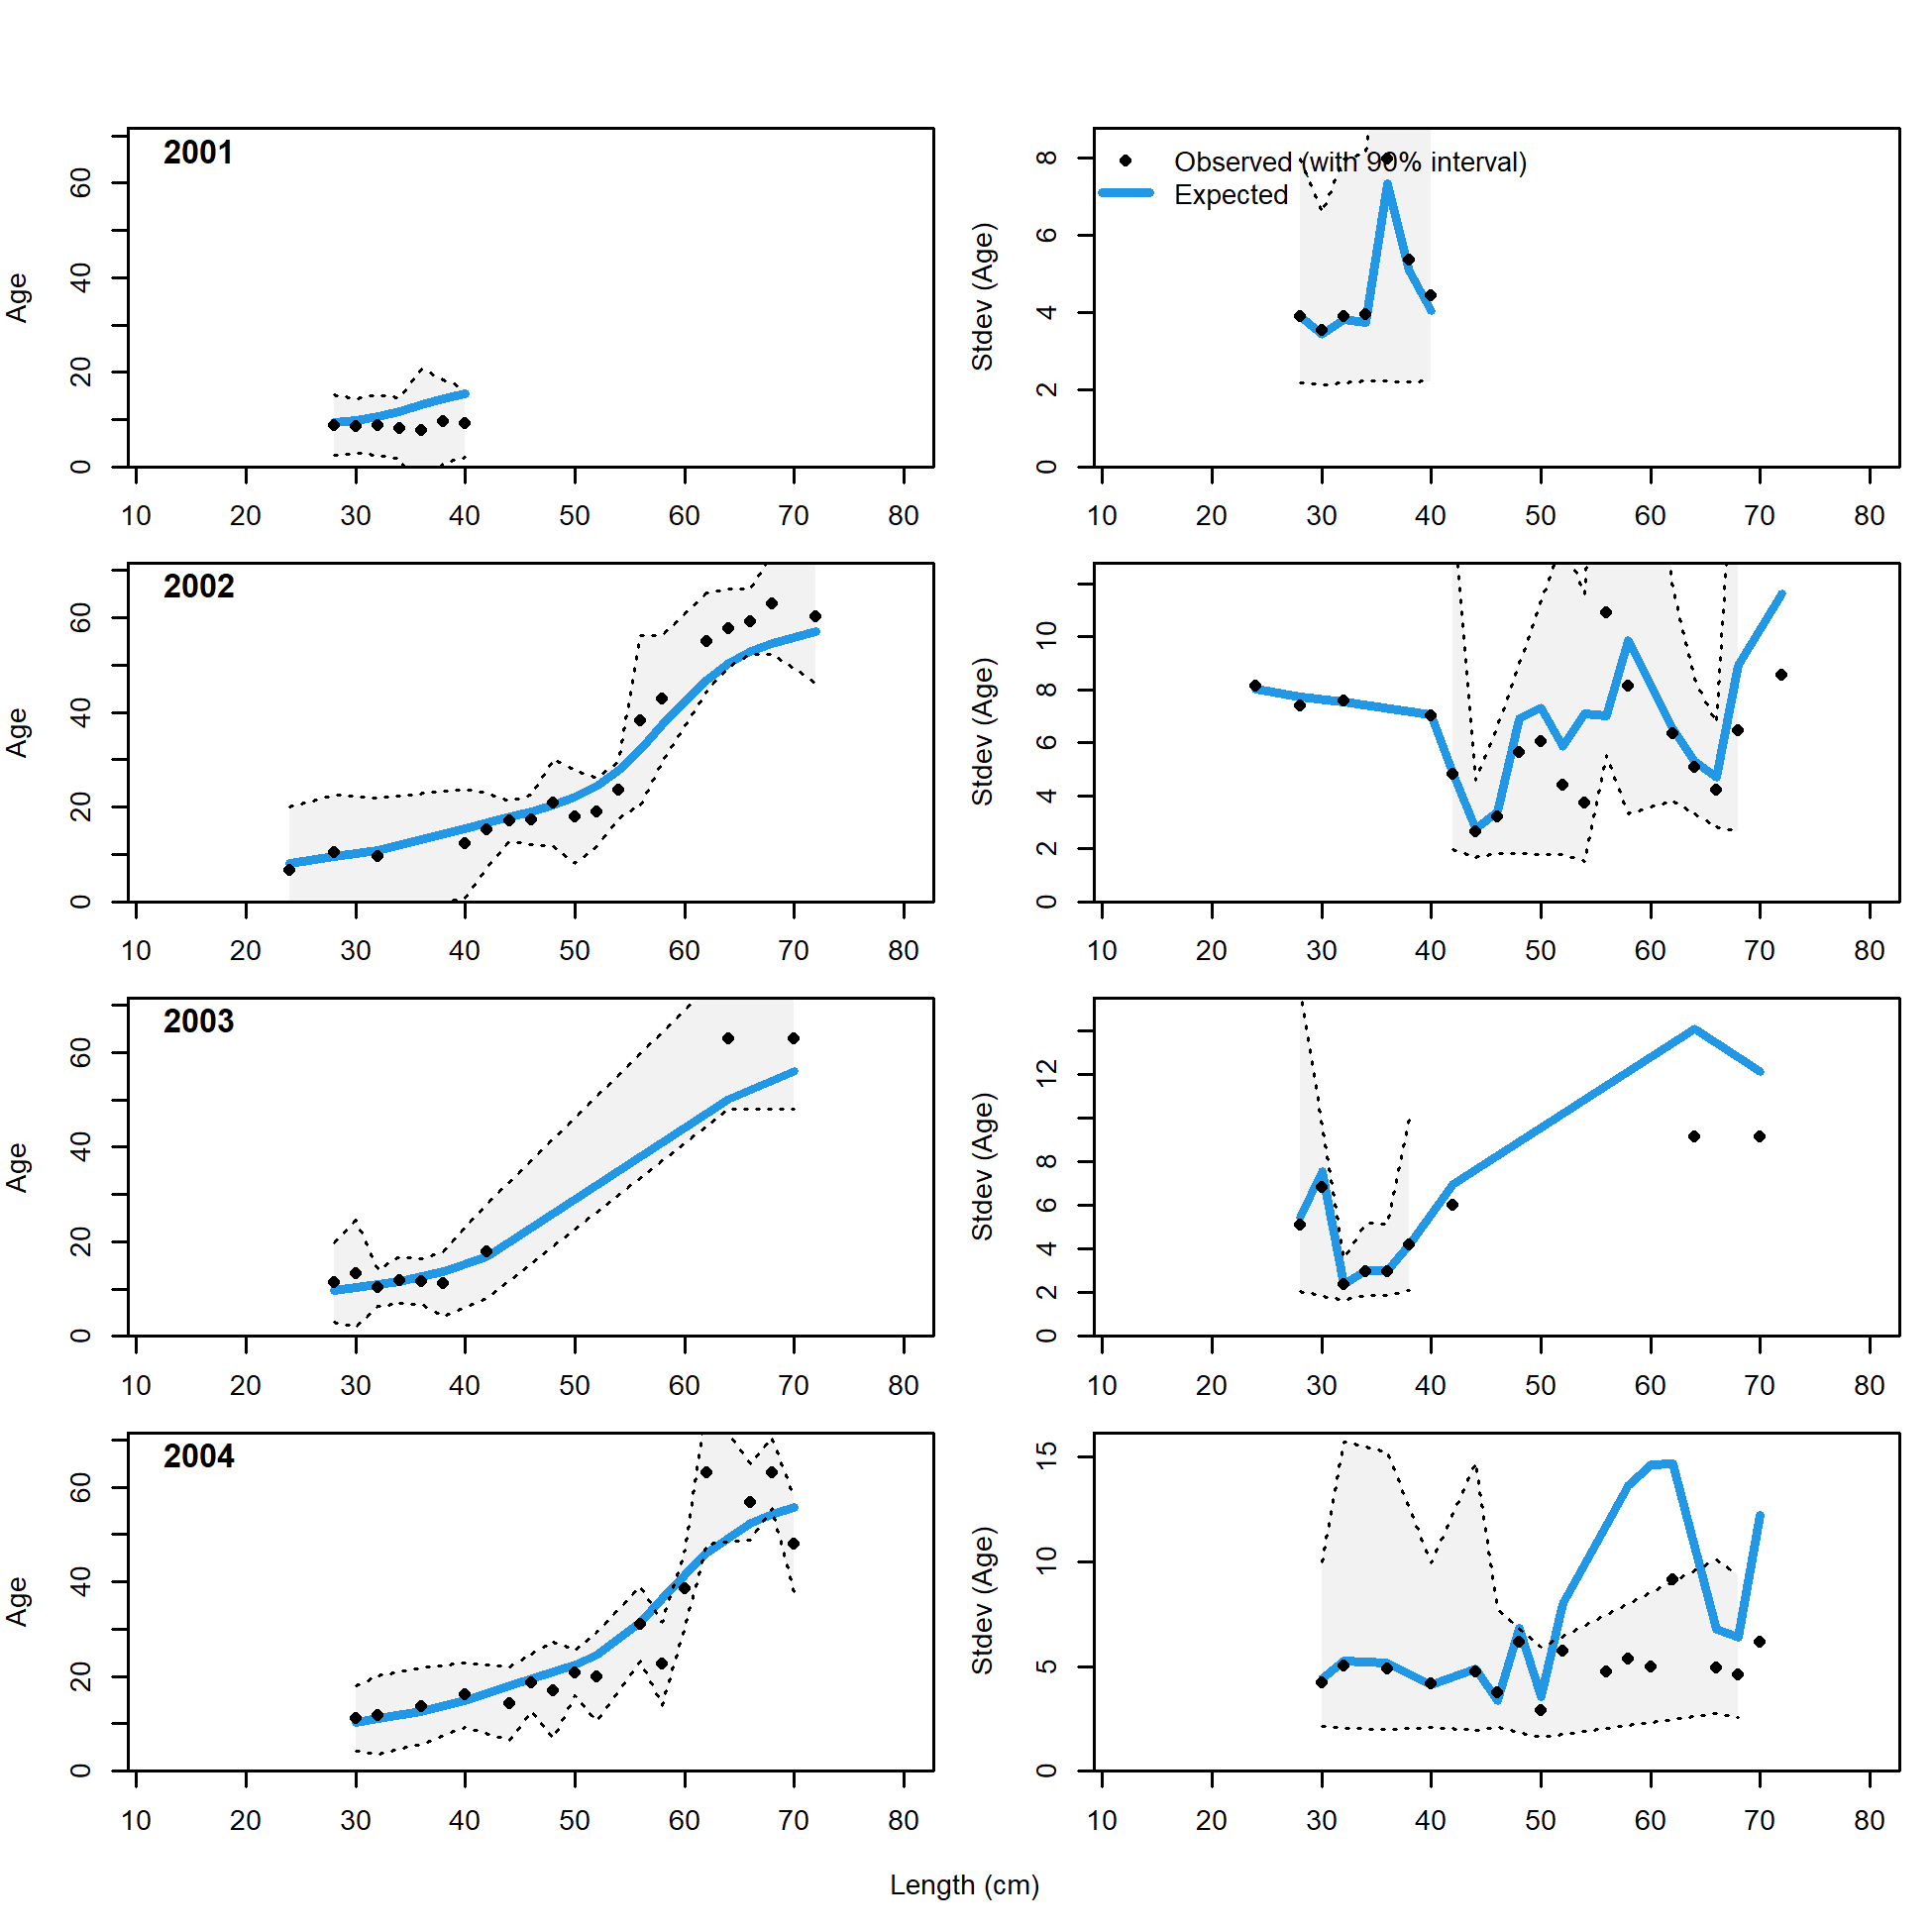 2001
Age
0 20 40 60
10 20 30 40 50 60 70 80
Observed (with 90% interval)
Expected
Stdev (Age)
0 2 4 6 8
10 20 30 40 50 60 70 80
2002
Age
0 20 40 60
10 20 30 40 50 60 70 80
Stdev (Age)
0 2 4 6 8 10
10 20 30 40 50 60 70 80
2003
Age
0 20 40 60
10 20 30 40 50 60 70 80
Stdev (Age)
0 2 4 6 8 12
10 20 30 40 50 60 70 80
2004
Age
0 20 40 60
10 20 30 40 50 60 70 80
Stdev (Age)
0 5 10 15
10 20 30 40 50 60 70 80
Length (cm)